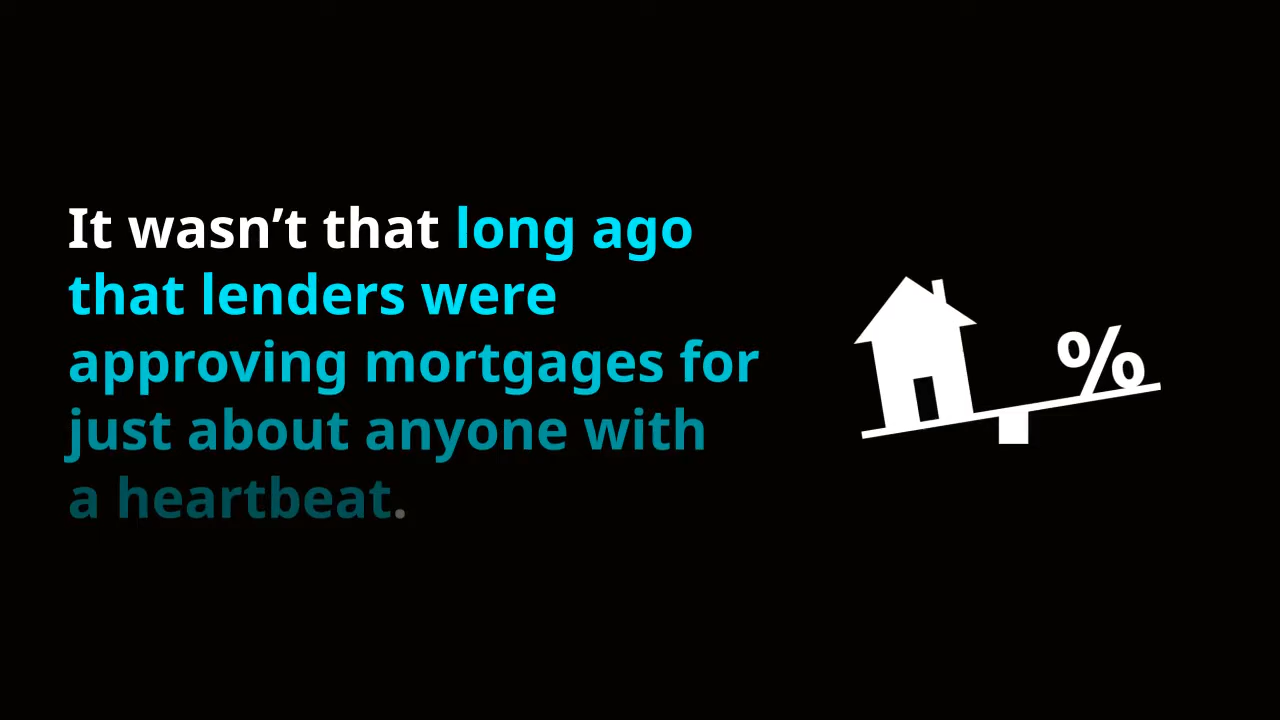 It wasn’t that long ago
that lenders were
approving mortgages for
just about anyone with
a heartbeat.
%